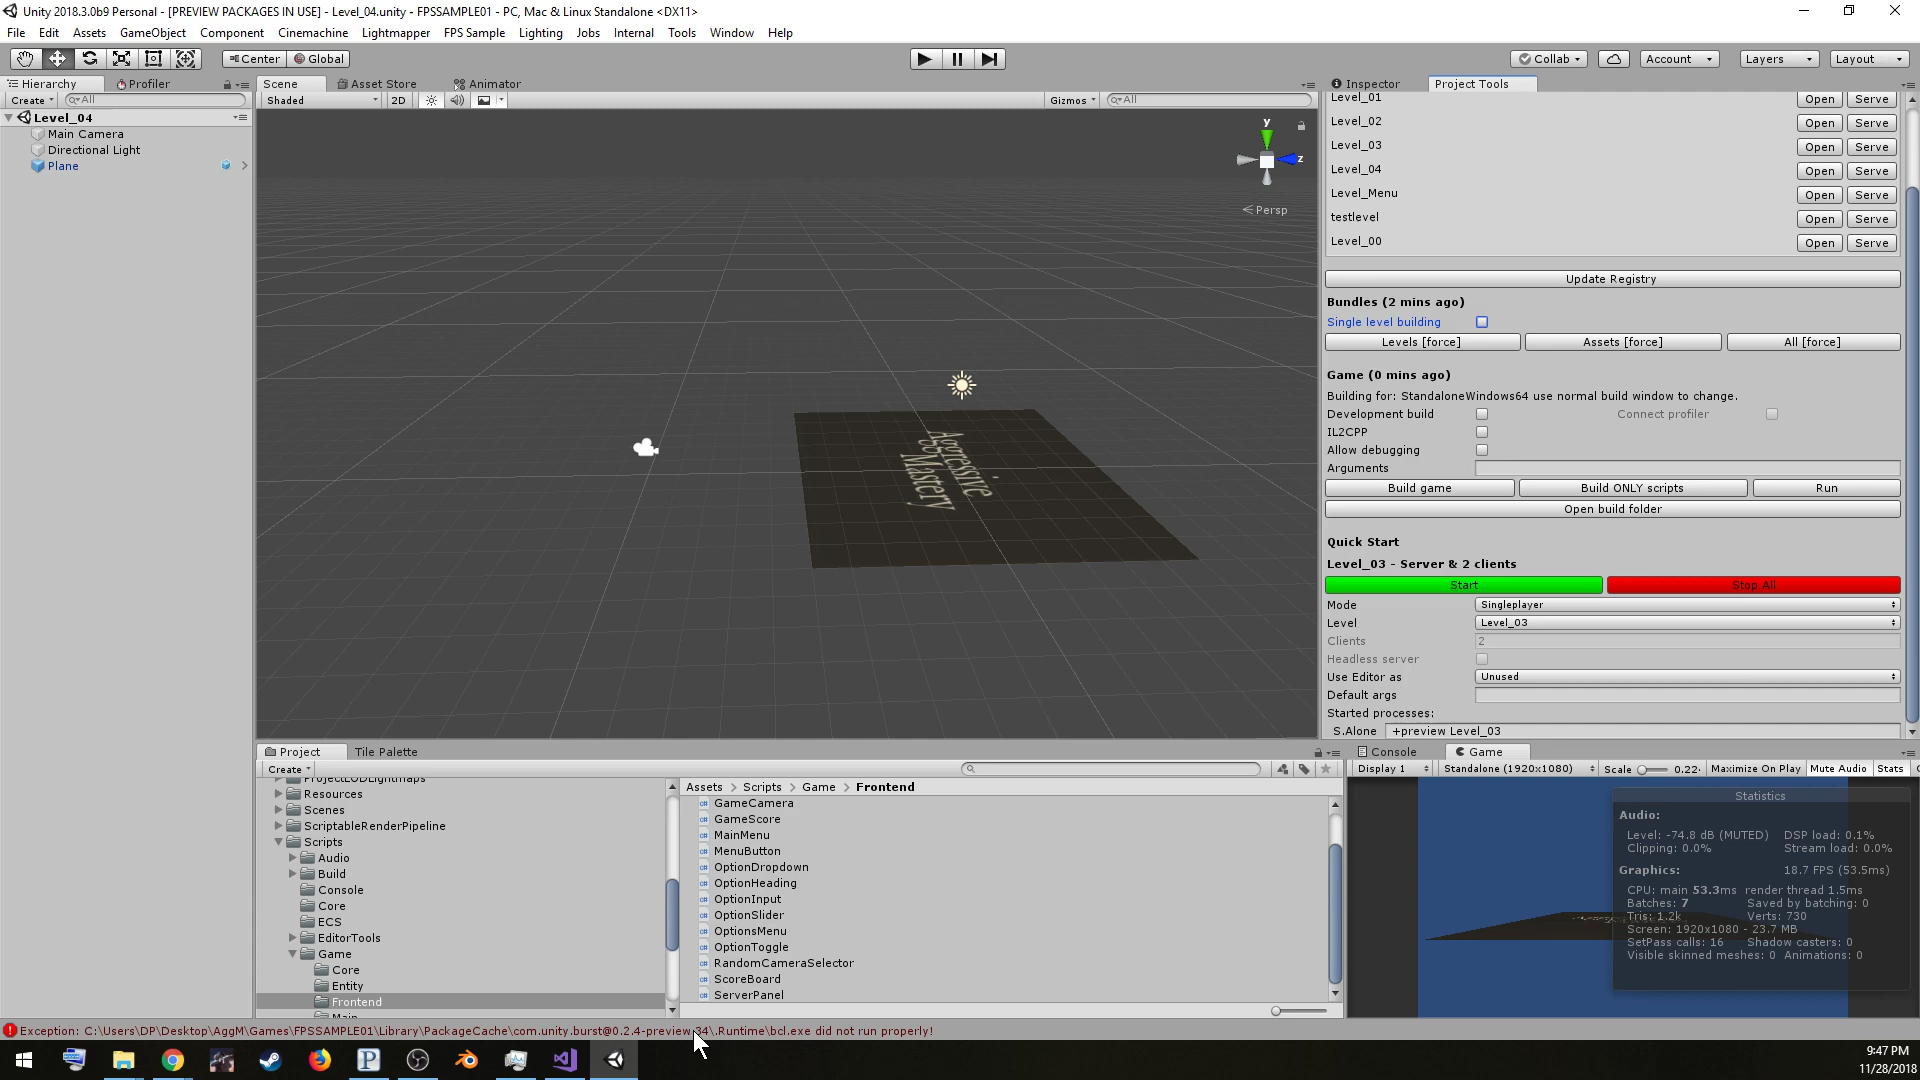 Unity 2018.3.0b9 Personal - [PREVIEW PACKAGES IN USE] - Level_04.unity - FPSSAMPLE01 - PC, Mac & Linux Standalone <DX11>
File Edit Assets GameObject Component Cinemachine Lightmapper FPS Sample Lighting Jobs Internal Tools Window Help
Center Global Collab Account Layers Layout
Hierarchy Profiler
Create All
Level_04
Main Camera
Directional Light
Plane
Scene Asset Store Animator
Shaded 2D Gizmos All
y
z
Persp
Aggressive
Mastery
Inspector Project Tools
Level_01 Open Serve
Level_02 Open Serve
Level_03 Open Serve
Level_04 Open Serve
Level_Menu Open Serve
testlevel Open Serve
Level_00 Open Serve
Update Registry
Bundles (2 mins ago)
Single level building
Levels [force] Assets [force] All [force]
Game (0 mins ago)
Building for: StandaloneWindows64 use normal build window to change.
Development build Connect profiler
IL2CPP
Allow debugging
Arguments
Build game Build ONLY scripts Run
Open build folder
Quick Start
Level_03 - Server & 2 clients
Start Stop All
Mode Singleplayer
Level Level_03
Clients 2
Headless server
Use Editor as Unused
Default args
Started processes:
S.Alone +preview Level_03
Project Tile Palette
Create
ProjectLODLightmaps
Resources
Scenes
ScriptableRenderPipeline
Scripts
Audio
Build
Console
Core
ECS
EditorTools
Game
Core
Entity
Frontend
Main
Assets > Scripts > Game > Frontend
GameCamera
GameScore
MainMenu
MenuButton
OptionDropdown
OptionHeading
OptionInput
OptionSlider
OptionsMenu
OptionToggle
RandomCameraSelector
ScoreBoard
ServerPanel
Console Game
Display 1 Standalone (1920x1080) Scale 0.22 Maximize On Play Mute Audio Stats
Statistics
Audio:
Level: -74.8 dB (MUTED) DSP load: 0.1%
Clipping: 0.0% Stream load: 0.0%
Graphics: 18.7 FPS (53.5ms)
CPU: main 53.3ms render thread 1.5ms
Batches: 7 Saved by batching: 0
Tris: 1.2k Verts: 730
Screen: 1920x1080 - 23.7 MB
SetPass calls: 16 Shadow casters: 0
Visible skinned meshes: 0 Animations: 0
Exception: C:\Users\DP\Desktop\AggM\Games\FPSSAMPLE01\Library\PackageCache\com.unity.burst@0.2.4-preview.34\.Runtime\bcl.exe did not run properly!
9:47 PM
11/28/2018